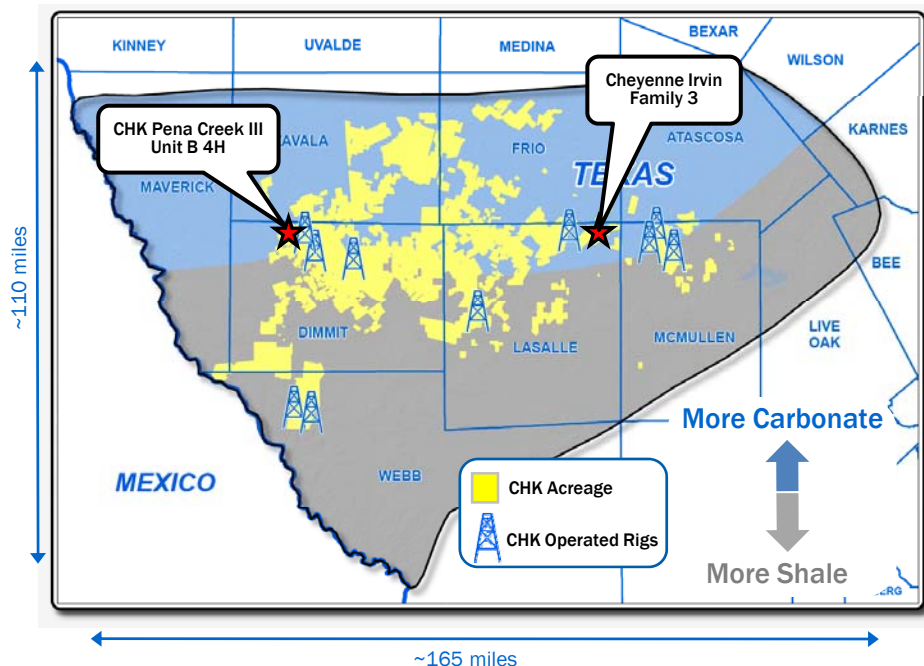 KINNEY
UVALDE
MEDINA
BEXAR
WILSON
Cheyenne Irvin
Family 3
CHK Pena Creek III
Unit B 4H
AVALA
FRIO
ATASCOSA
KARNES
MAVERICK
TEXAS
BEE
~110 miles
DIMMIT
LASALLE
MCMULLEN
LIVE
OAK
More Carbonate
MEXICO
WEBB
CHK Acreage
CHK Operated Rigs
More Shale
ERG
~165 miles